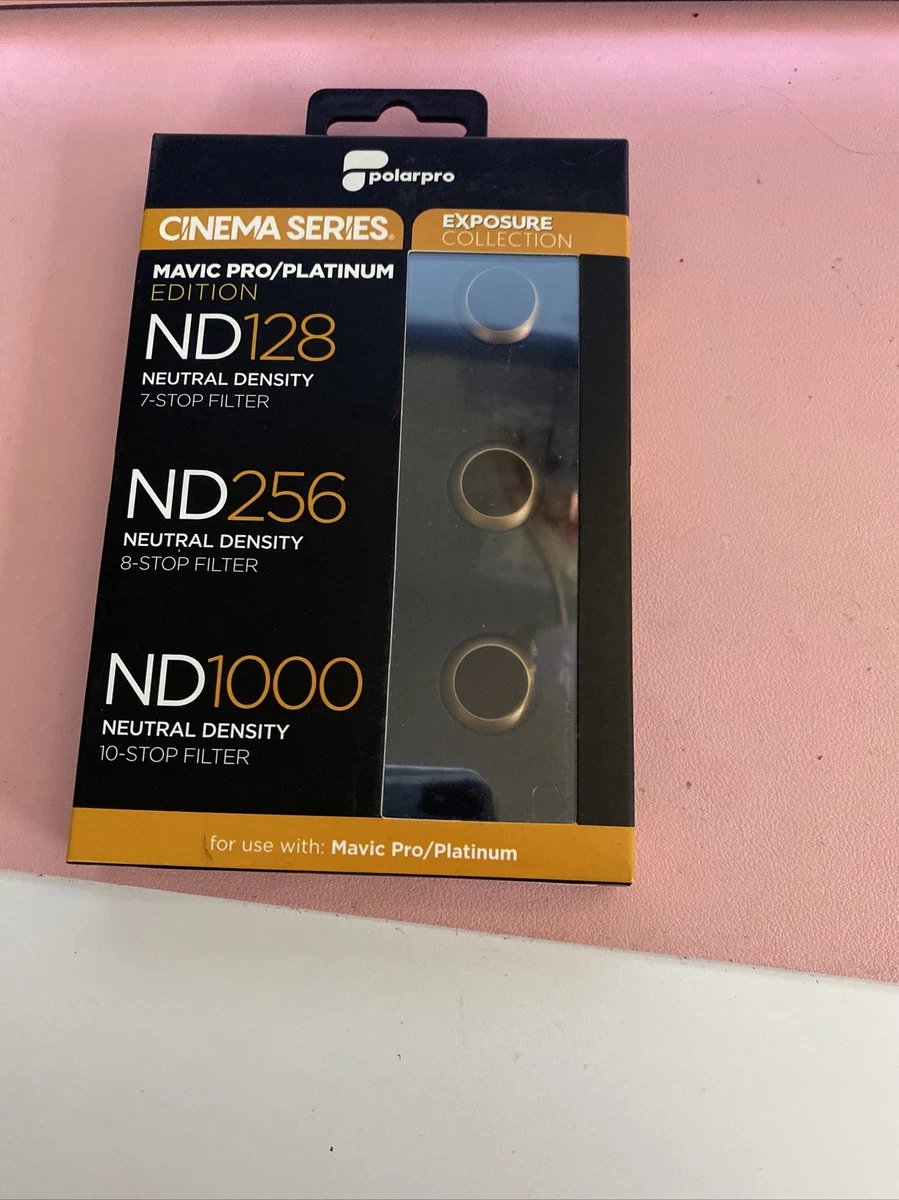 polarpro
CINEMA SERIES®
EXPOSURE
COLLECTION
MAVIC PRO/PLATINUM
EDITION
ND128
NEUTRAL DENSITY
7-STOP FILTER
ND256
NEUTRAL DENSITY
8-STOP FILTER
ND1000
NEUTRAL DENSITY
10-STOP FILTER
for use with: Mavic Pro/Platinum